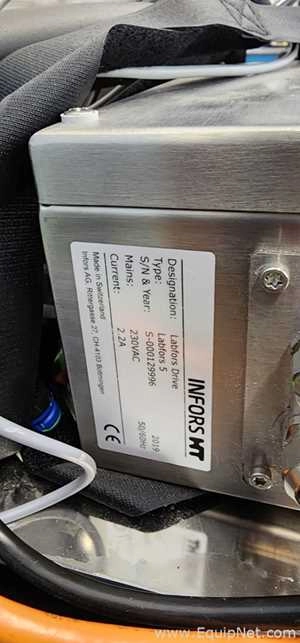 INFORS HT
Designation: Labfors Drive
Type: Labfors 5
S/N & Year: S-000129996 2019
Mains: 230VAC 50/60Hz
Current: 2.2A
Made in Switzerland
Infors AG, Rittergasse 27, CH-4103 Bottmingen
CE
www.EquipNet.com